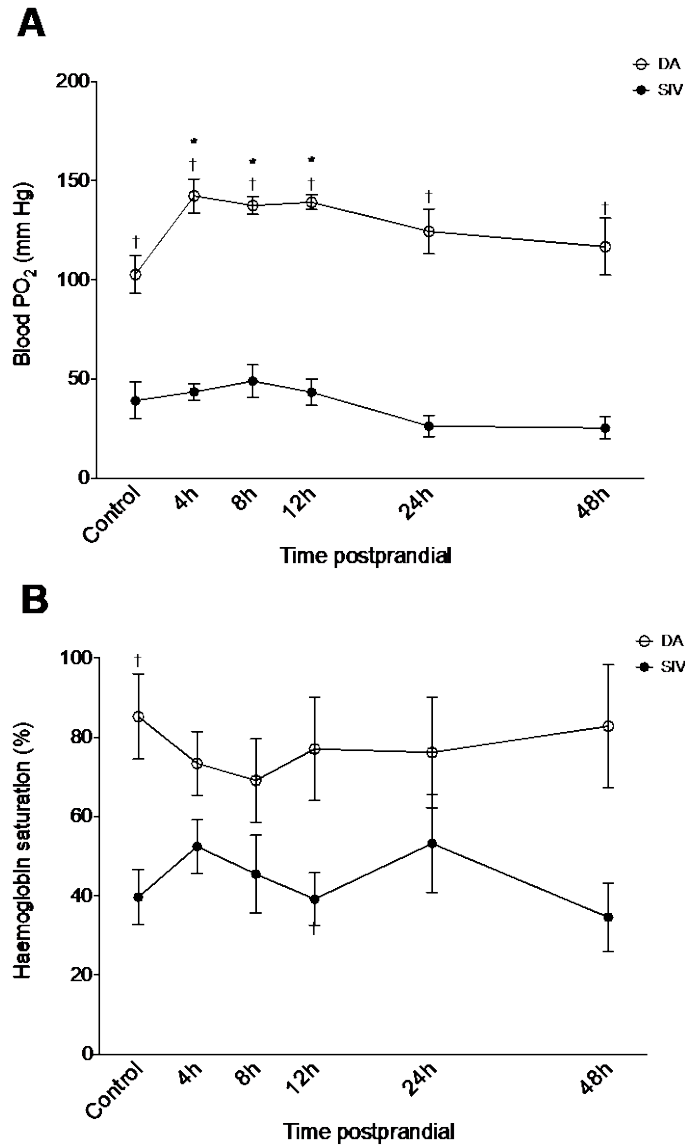 A
DA
SIV
200
150
100
50
0
* * *
† † † † † †
Blood PO2 (mm Hg)
Control 4h 8h 12h 24h 48h
Time postprandial
B
DA
SIV
100
80
60
40
20
0
†
†
Haemoglobin saturation (%)
Control 4h 8h 12h 24h 48h
Time postprandial